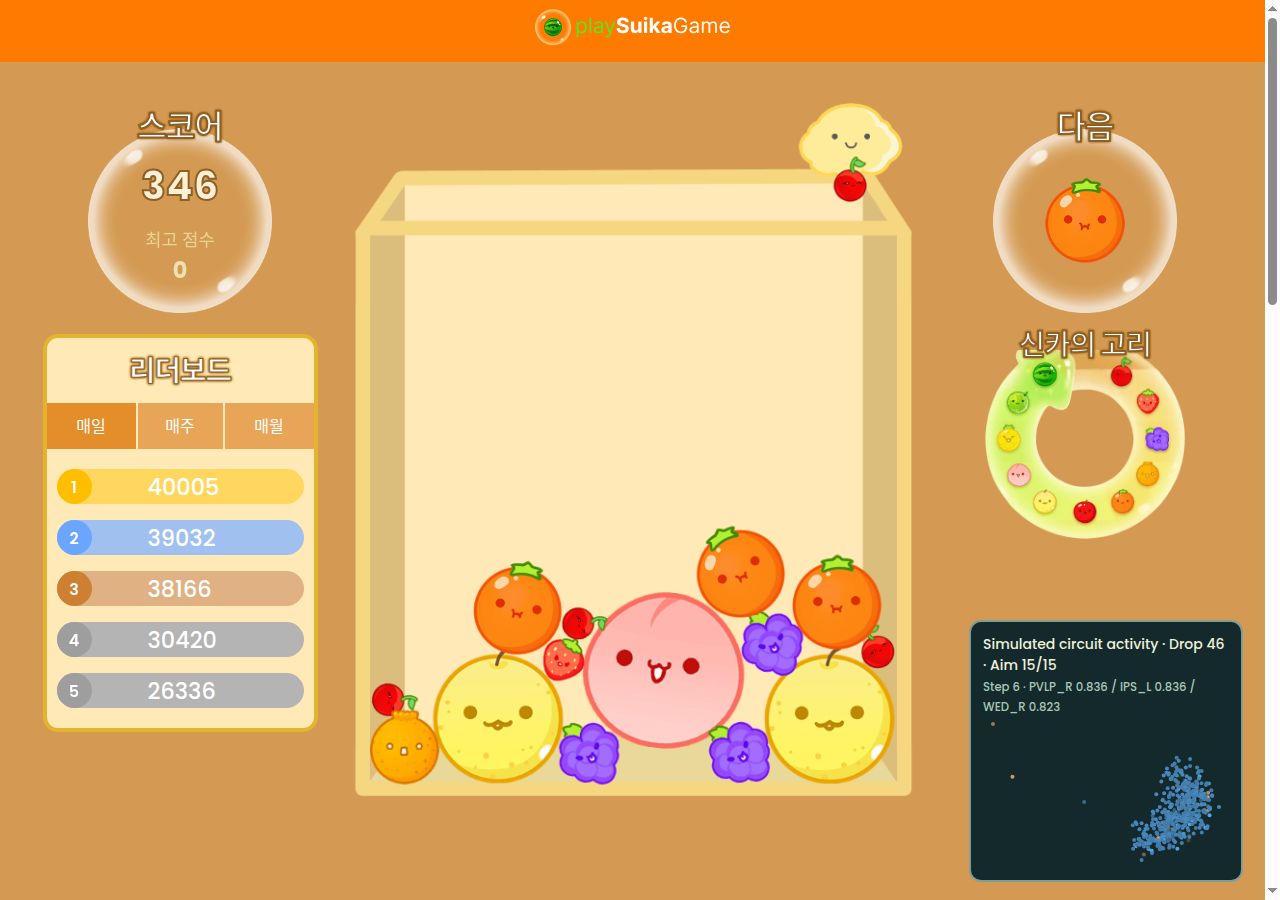 playSuikaGame
스코어
346
최고 점수
0
다음
리더보드
매일 매주 매월
1 40005
2 39032
3 38166
4 30420
5 26336
신카의 고리
Simulated circuit activity · Drop 46
· Aim 15/15
Step 6 · PVLP_R 0.836 / IPS_L 0.836 /
WED_R 0.823